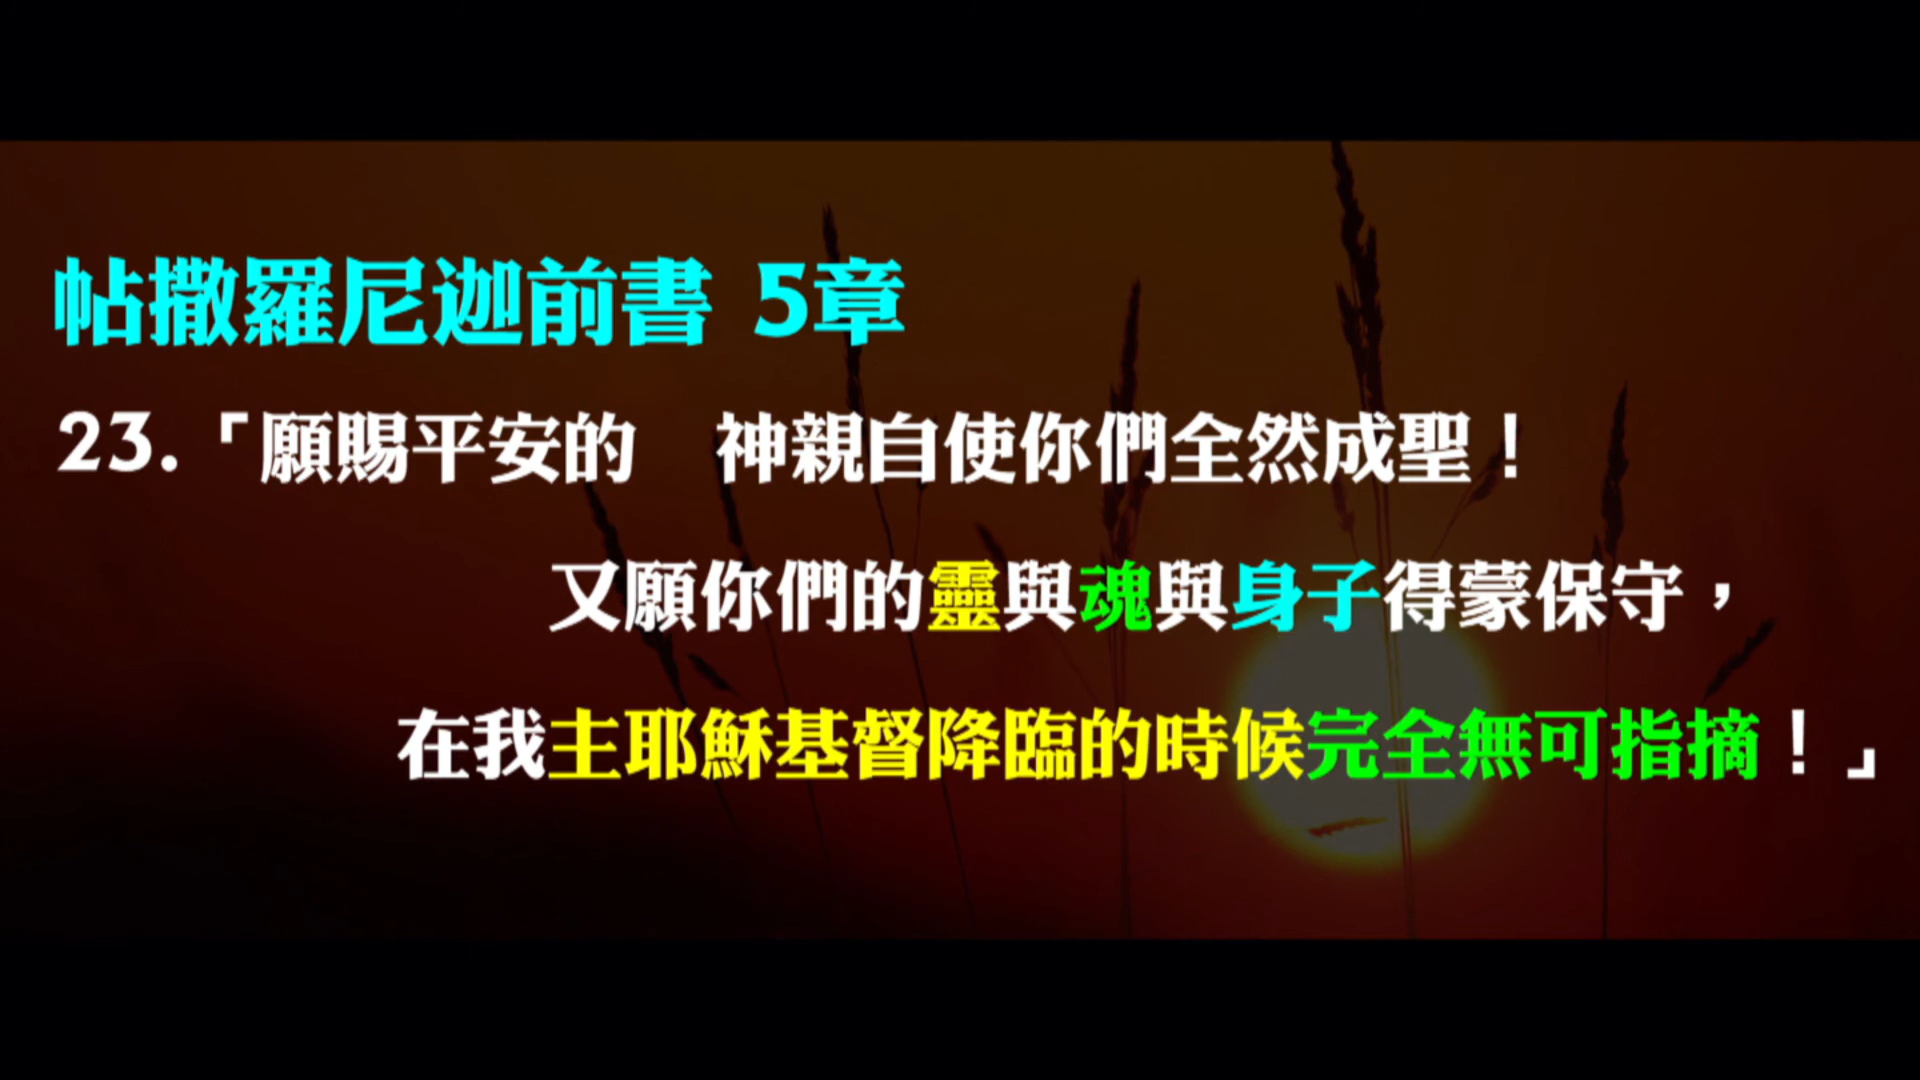 帖撒羅尼迦前書 5章
23.「願賜平安的　神親自使你們全然成聖！
又願你們的靈與魂與身子得蒙保守，
在我主耶穌基督降臨的時候完全無可指摘！」